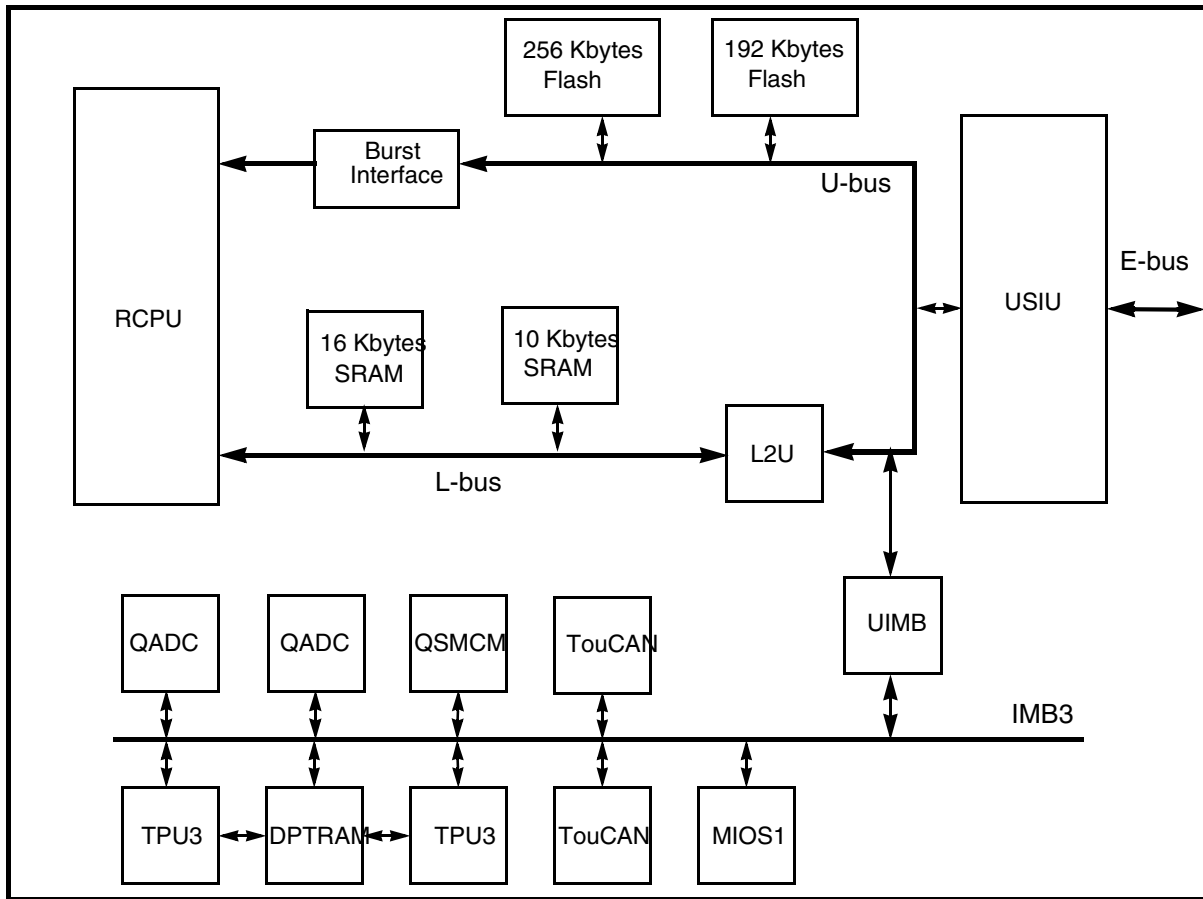 256 Kbytes
Flash
192 Kbytes
Flash
Burst
Interface
U-bus
E-bus
RCPU
USIU
16 Kbytes
SRAM
10 Kbytes
SRAM
L2U
L-bus
QADC
QADC
QSMCM
TouCAN
UIMB
IMB3
TPU3
DPTRAM
TPU3
TouCAN
MIOS1